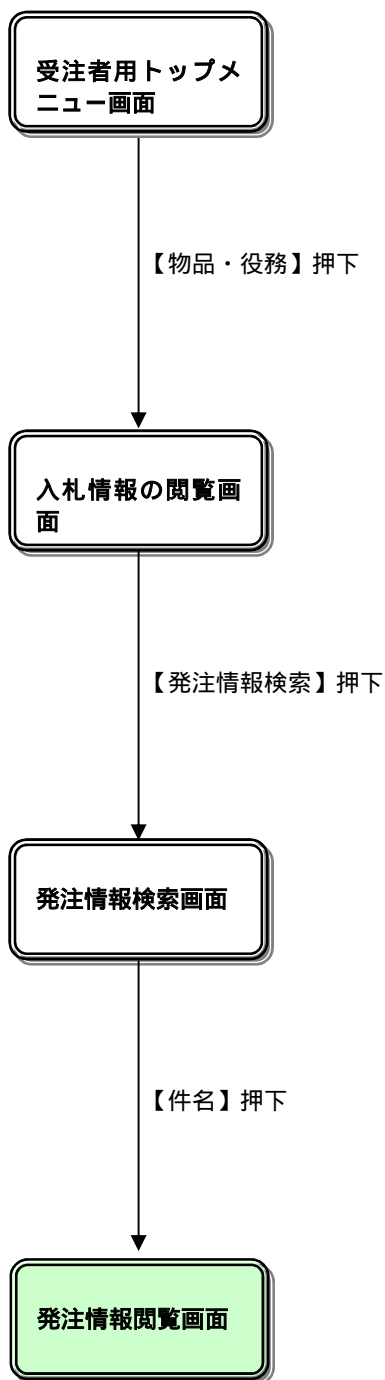 受注者用トップメ
ニュー画面
【物品・役務】押下
入札情報の閲覧画
面
【発注情報検索】押下
発注情報検索画面
【件名】押下
発注情報閲覧画面